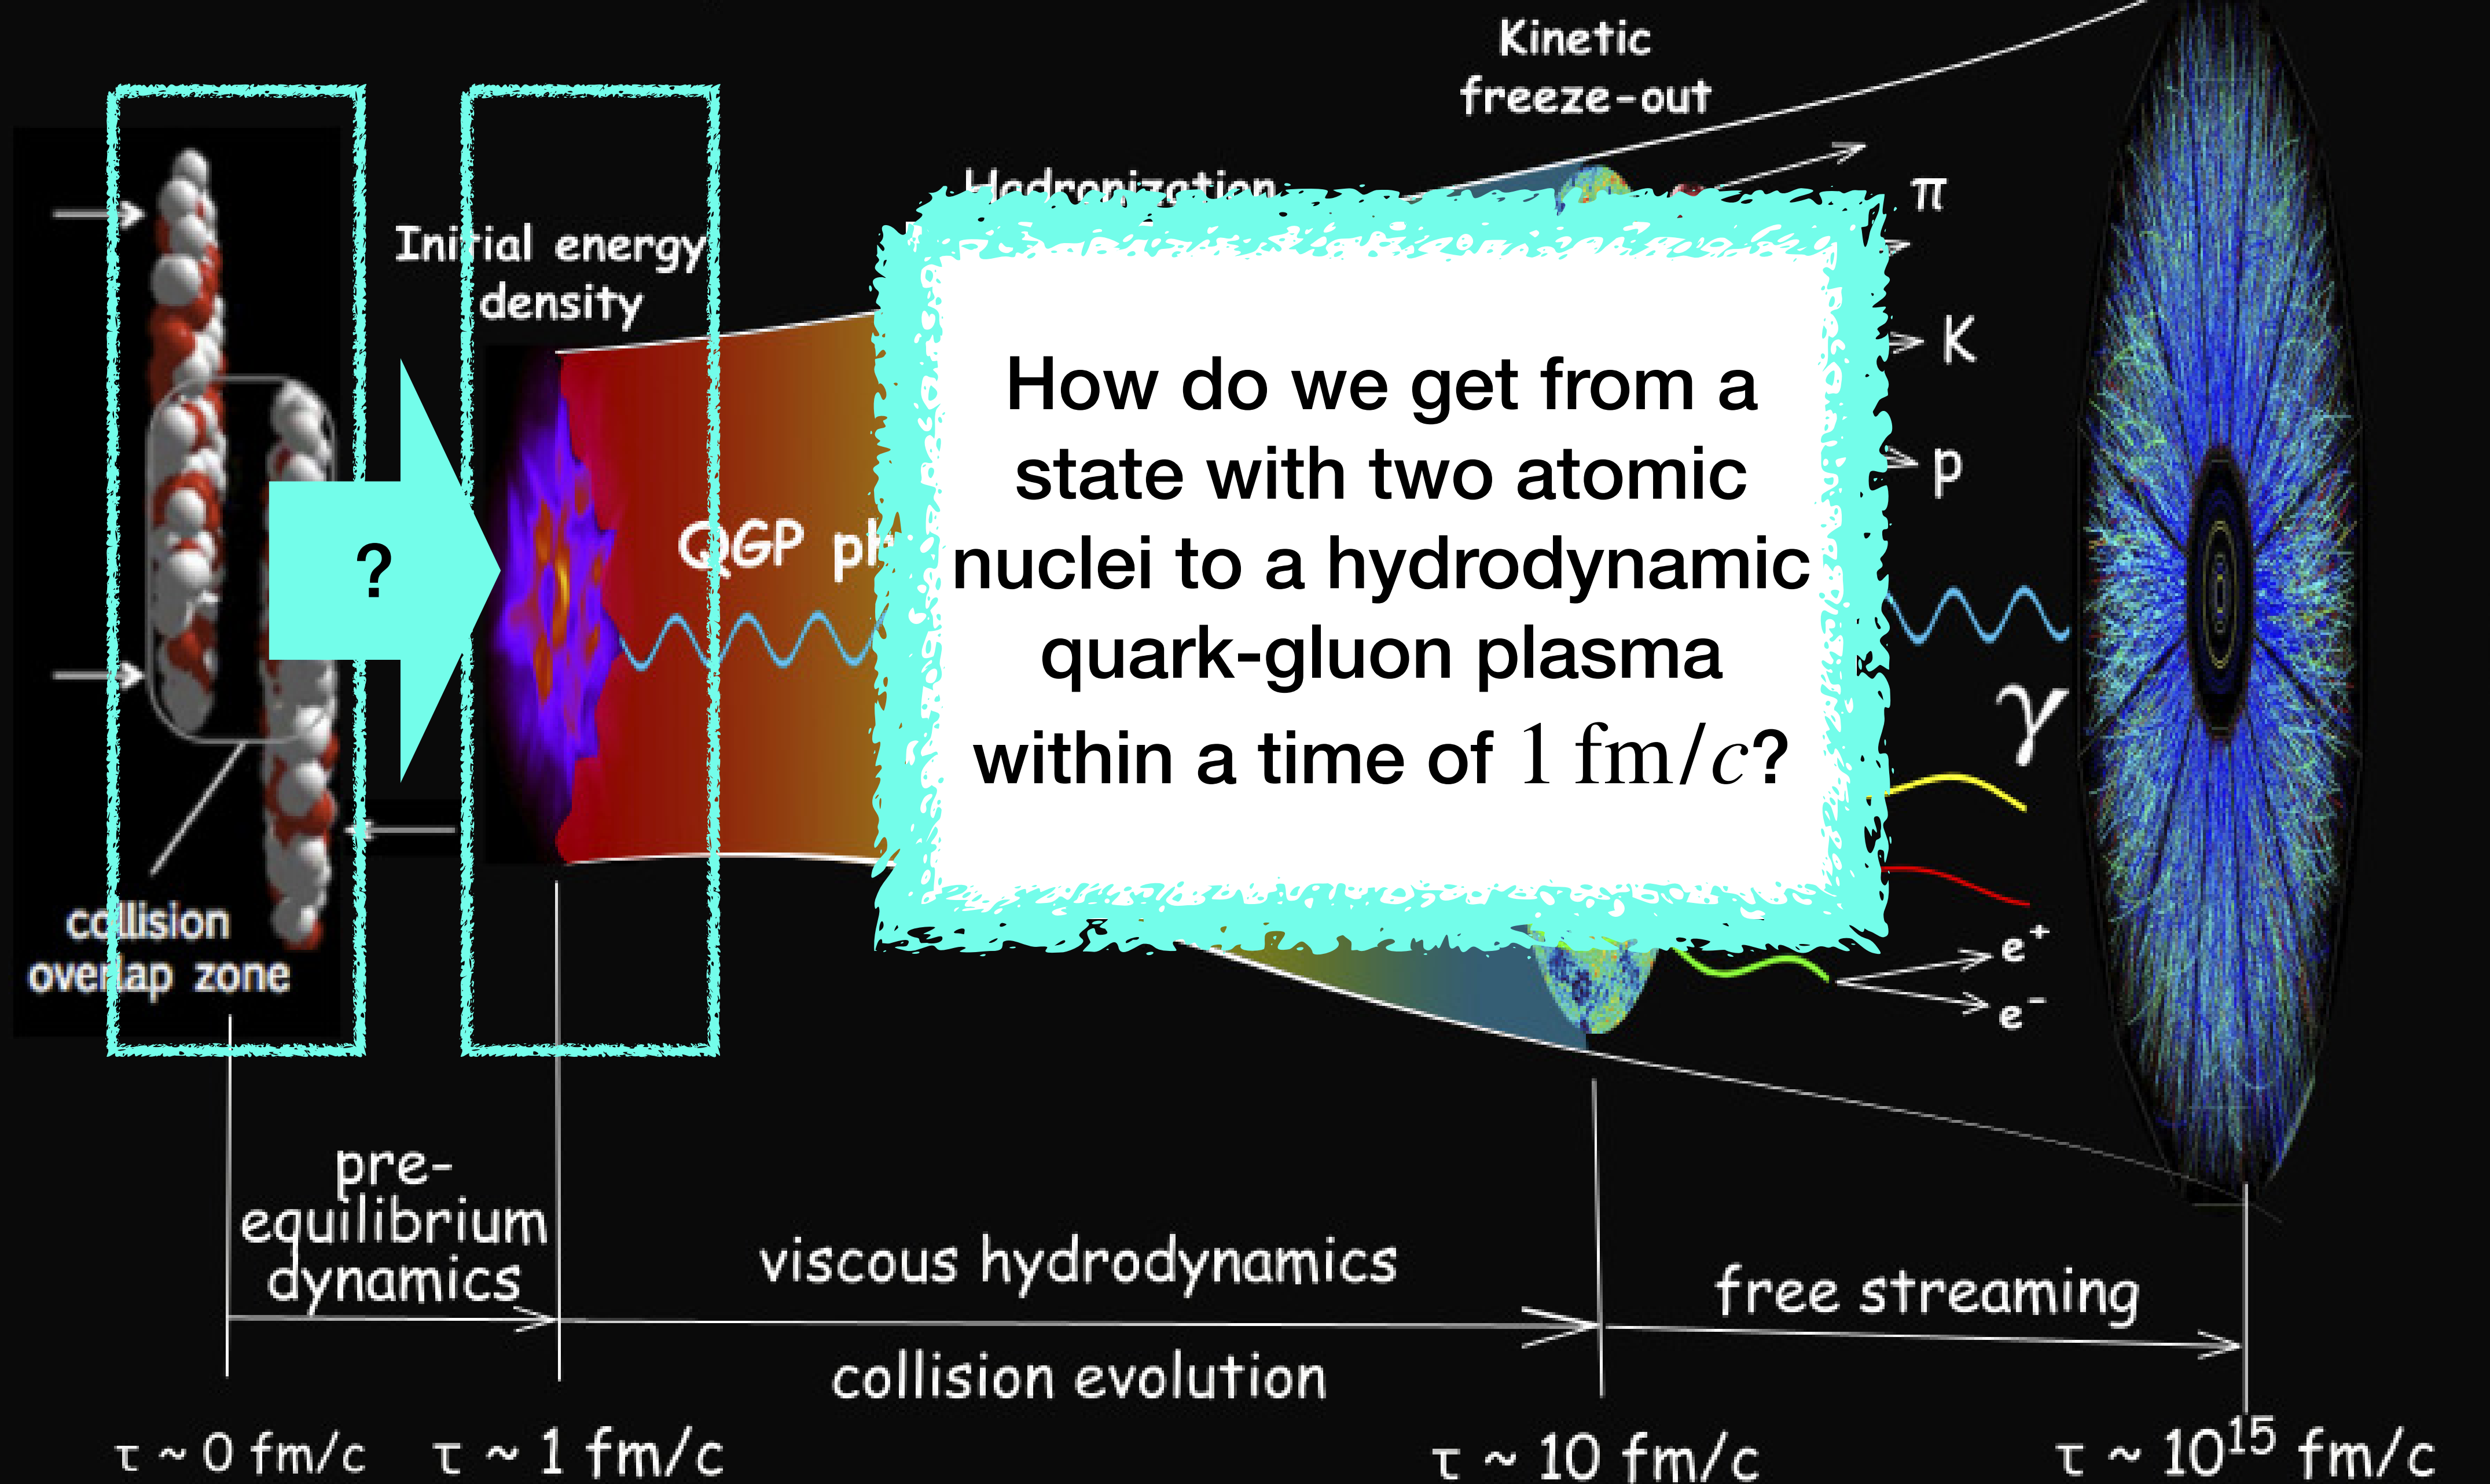 Kinetic
freeze-out
Hadronization
Initial energy
density
π
K
p
QGP
?
How do we get from a
state with two atomic
nuclei to a hydrodynamic
quark-gluon plasma
within a time of 1 fm/c?
γ
collision
overlap zone
e⁺
e⁻
pre-
equilibrium
dynamics
viscous hydrodynamics
free streaming
collision evolution
τ ~ 0 fm/c
τ ~ 1 fm/c
τ ~ 10 fm/c
τ ~ 10¹⁵ fm/c